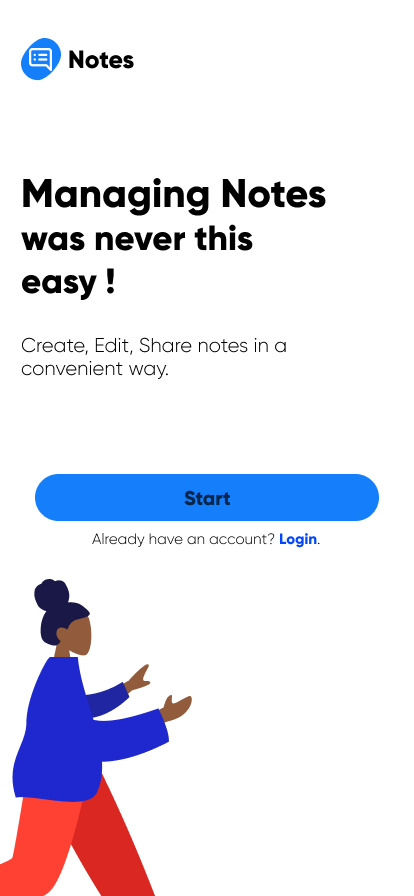 Notes
Managing Notes
was never this
easy !
Create, Edit, Share notes in a
convenient way.
Start
Already have an account? Login.